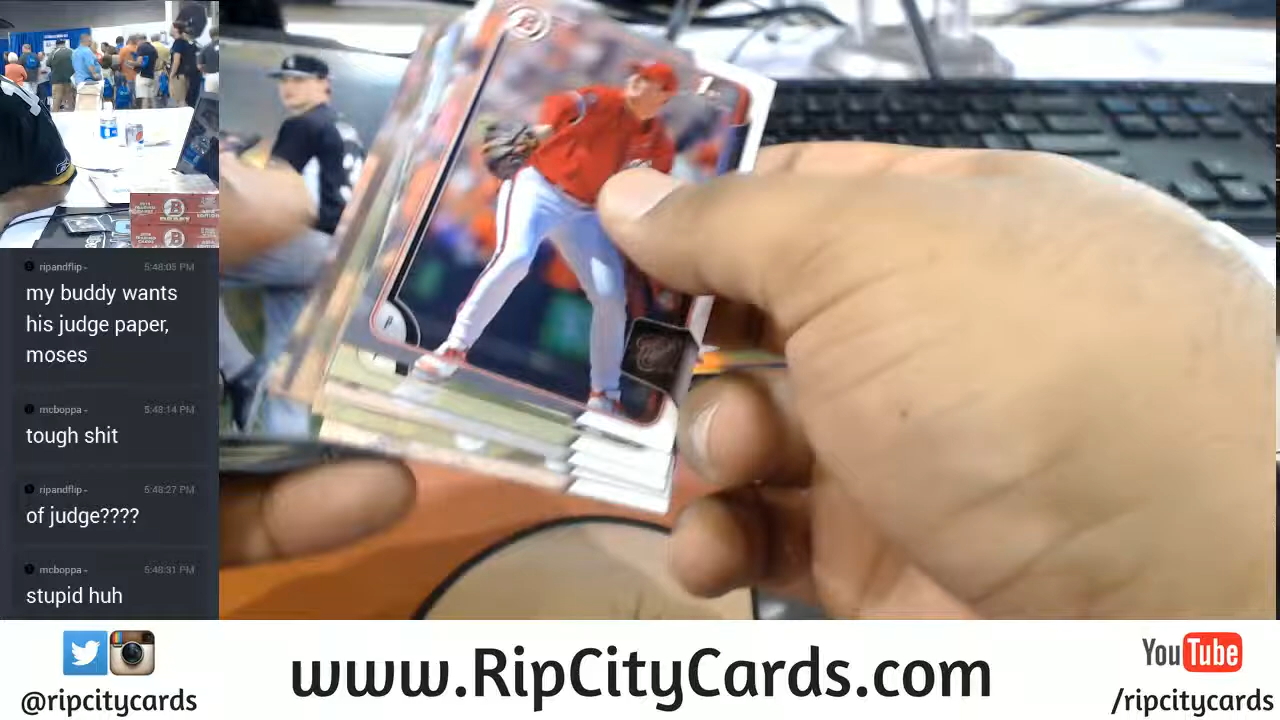 ripandflip - 5:48:05 PM
my buddy wants
his judge paper,
moses
mcboppa - 5:48:14 PM
tough shit
ripandflip - 5:48:27 PM
of judge????
mcboppa - 5:48:31 PM
stupid huh
@ripcitycards
www.RipCityCards.com
YouTube
/ripcitycards